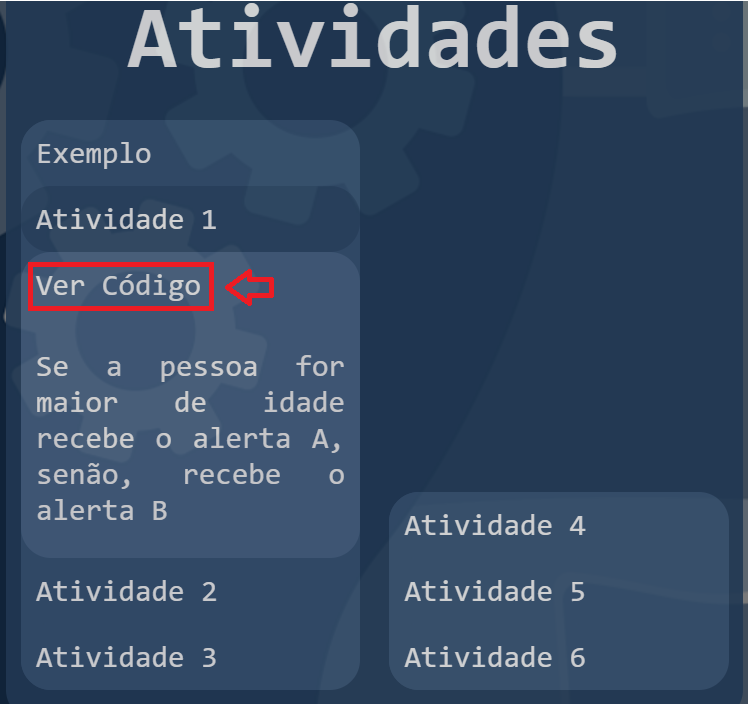 Atividades
Exemplo
Atividade 1
Ver Código
Se a pessoa for
maior de idade
recebe o alerta A,
senão, recebe o
alerta B
Atividade 2
Atividade 3
Atividade 4
Atividade 5
Atividade 6